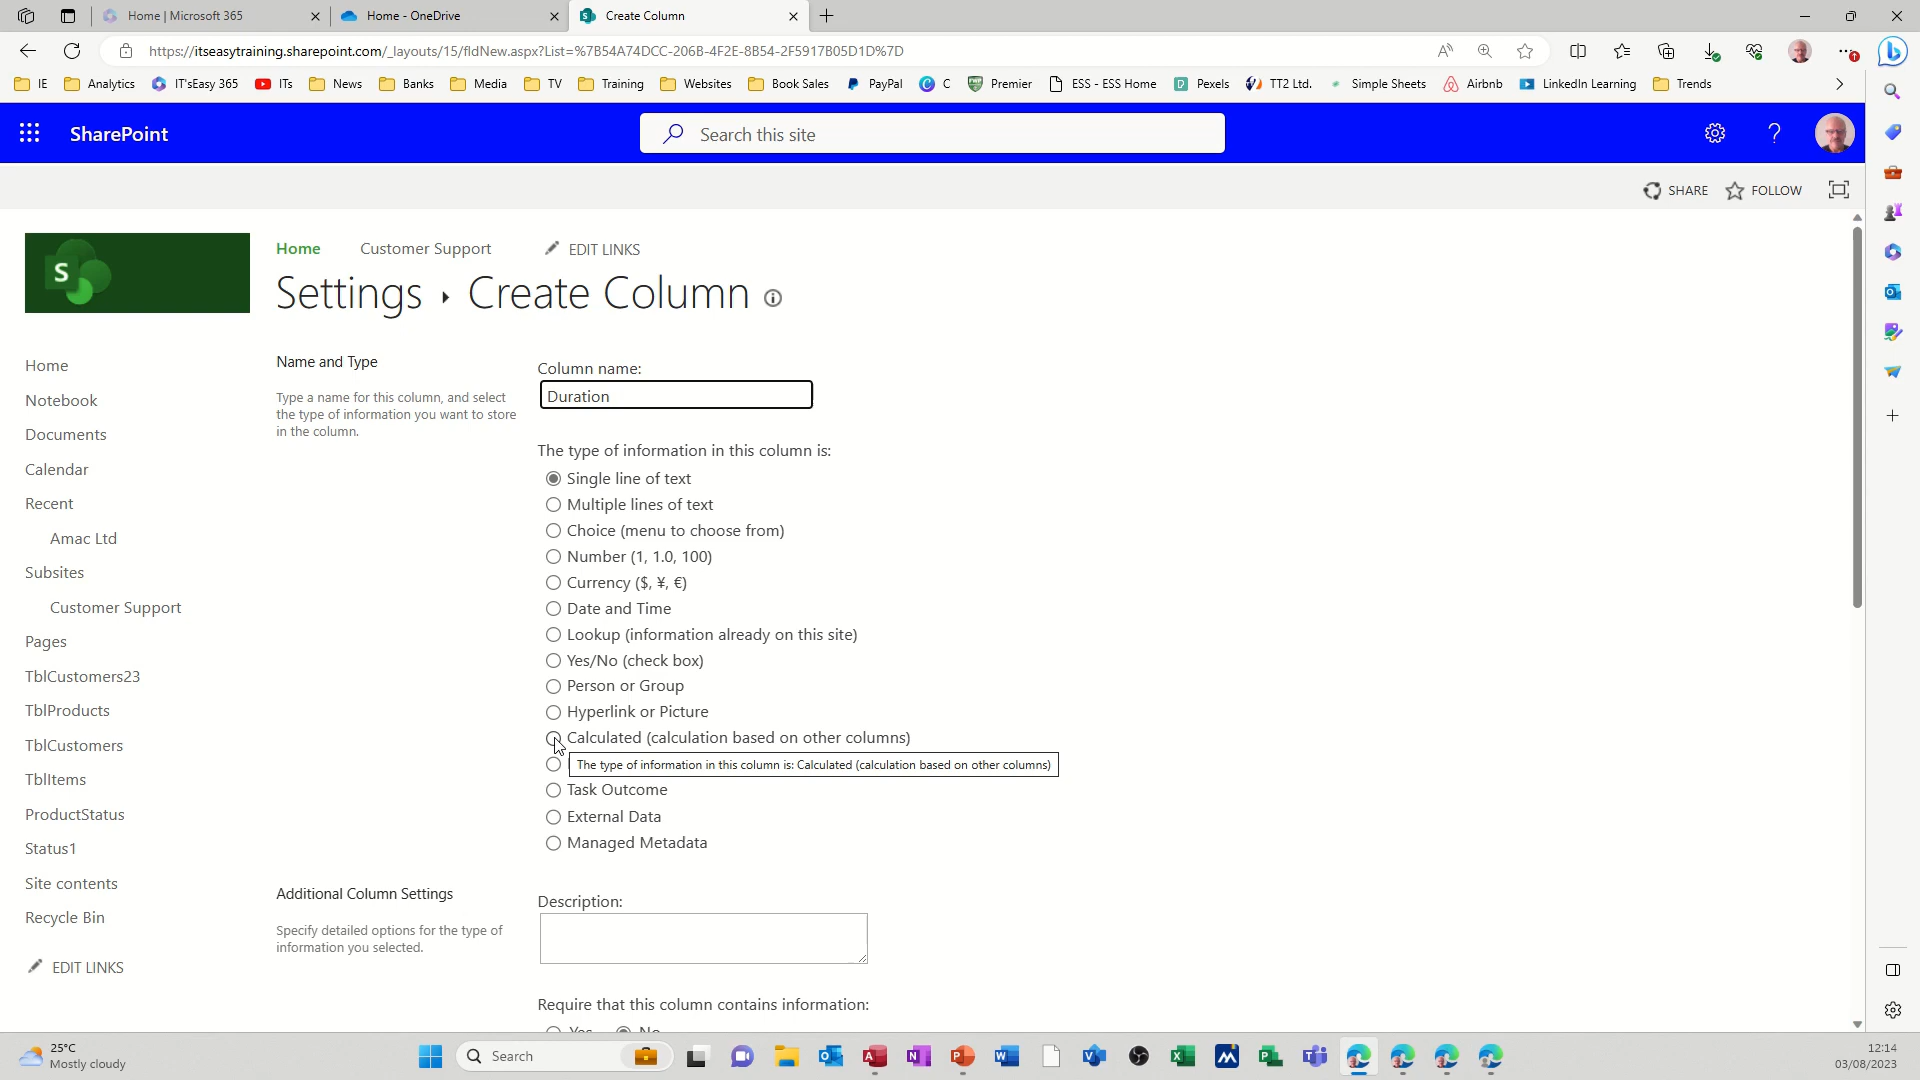 Home | Microsoft 365
Home - OneDrive
Create Column
https://itseasytraining.sharepoint.com/_layouts/15/fldNew.aspx?List=%7B54A74DCC-206B-4F2E-8B54-2F5917B05D1D%7D
IE Analytics IT'sEasy 365 ITs News Banks Media TV Training Websites Book Sales PayPal C Premier ESS - ESS Home Pexels TT2 Ltd. Simple Sheets Airbnb LinkedIn Learning Trends
SharePoint
Search this site
SHARE FOLLOW
S
Home Customer Support EDIT LINKS
Settings Create Column
Home
Notebook
Documents
Calendar
Recent
Amac Ltd
Subsites
Customer Support
Pages
TblCustomers23
TblProducts
TblCustomers
TblItems
ProductStatus
Status1
Site contents
Recycle Bin
EDIT LINKS
Name and Type
Type a name for this column, and select
the type of information you want to store
in the column.
Column name:
Duration
The type of information in this column is:
Single line of text
Multiple lines of text
Choice (menu to choose from)
Number (1, 1.0, 100)
Currency ($, ¥, €)
Date and Time
Lookup (information already on this site)
Yes/No (check box)
Person or Group
Hyperlink or Picture
Calculated (calculation based on other columns)
The type of information in this column is: Calculated (calculation based on other columns)
Task Outcome
External Data
Managed Metadata
Additional Column Settings
Specify detailed options for the type of
information you selected.
Description:
Require that this column contains information:
Yes No
25°C
Mostly cloudy
Search
12:14
03/08/2023